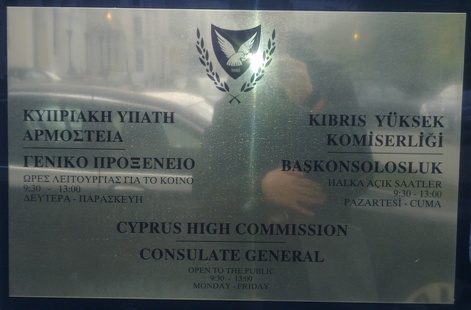 ΚΥΠΡΙΑΚΗ ΥΠΑΤΗ
ΑΡΜΟΣΤΕΙΑ
ΓΕΝΙΚΟ ΠΡΟΞΕΝΕΙΟ
ΩΡΕΣ ΛΕΙΤΟΥΡΓΙΑΣ ΓΙΑ ΤΟ ΚΟΙΝΟ
9:30 - 13:00
ΔΕΥΤΕΡΑ - ΠΑΡΑΣΚΕΥΗ
KIBRIS YÜKSEK
KOMİSERLİĞİ
BAŞKONSOLOSLUK
HALKA AÇIK SAATLER
9:30 - 13:00
PAZARTESİ - CUMA
CYPRUS HIGH COMMISSION
CONSULATE GENERAL
OPEN TO THE PUBLIC
9:30 - 13:00
MONDAY - FRIDAY